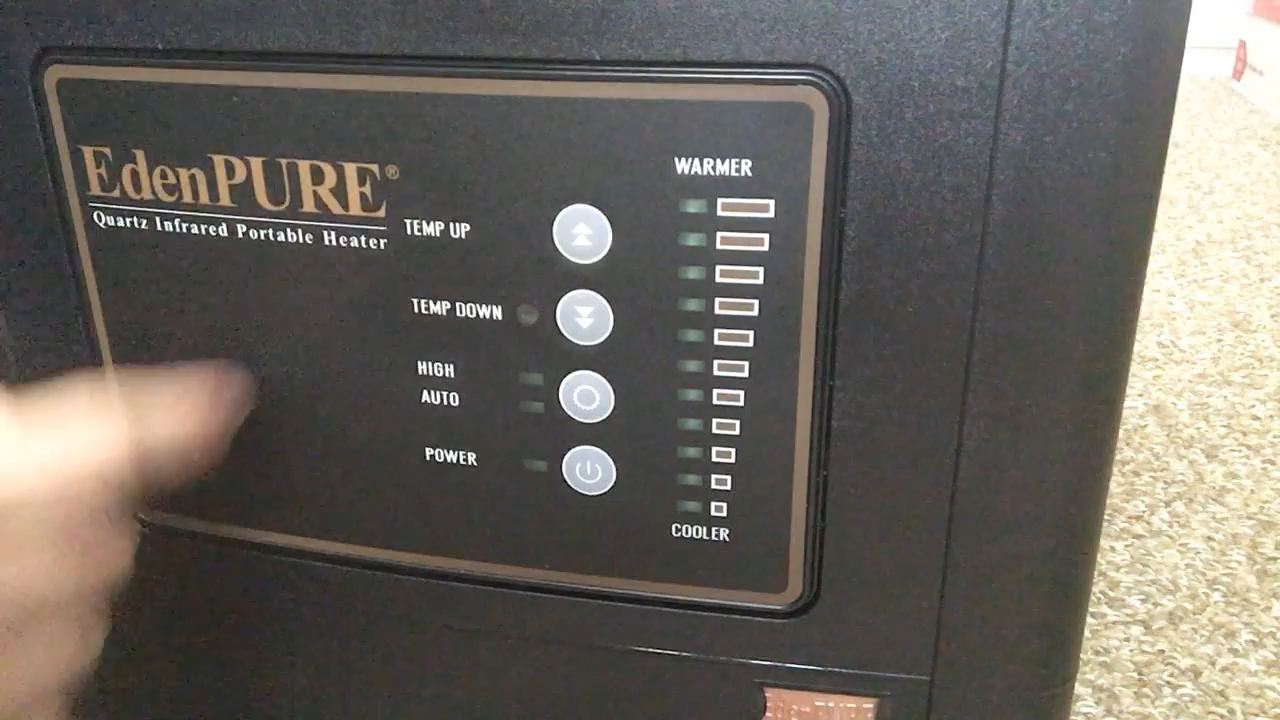 EdenPURE®
Quartz Infrared Portable Heater
TEMP UP
TEMP DOWN
HIGH
AUTO
POWER
WARMER
COOLER